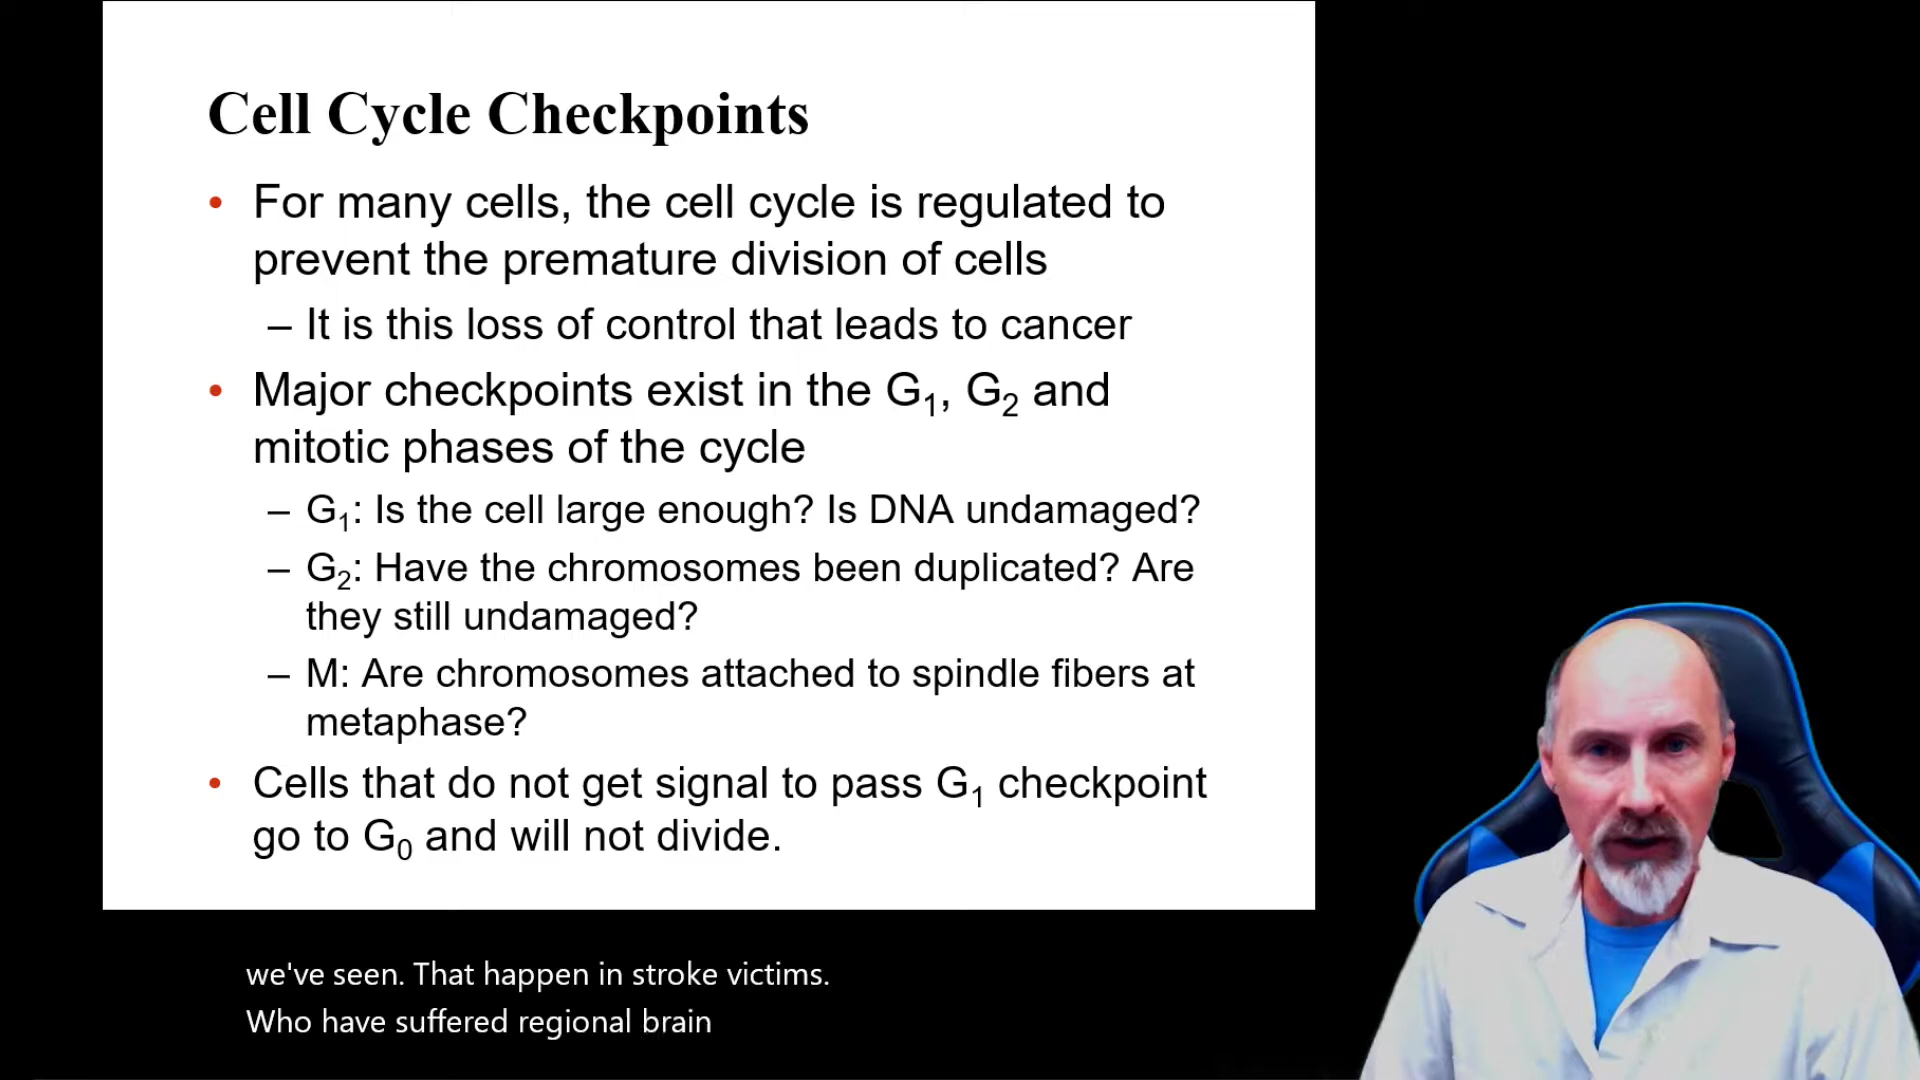 Cell Cycle Checkpoints
• For many cells, the cell cycle is regulated to
prevent the premature division of cells
– It is this loss of control that leads to cancer
• Major checkpoints exist in the G₁, G₂ and
mitotic phases of the cycle
– G₁: Is the cell large enough? Is DNA undamaged?
– G₂: Have the chromosomes been duplicated? Are
they still undamaged?
– M: Are chromosomes attached to spindle fibers at
metaphase?
• Cells that do not get signal to pass G₁ checkpoint
go to G₀ and will not divide.
we've seen. That happen in stroke victims.
Who have suffered regional brain